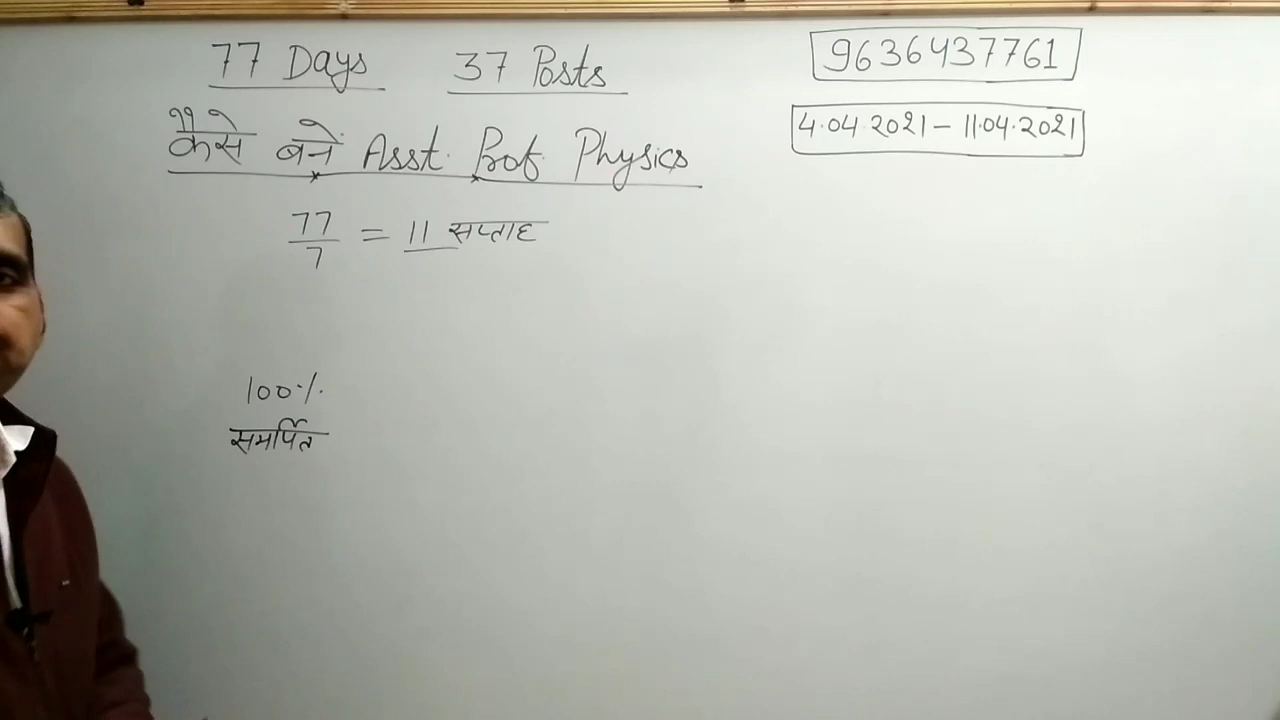 77 Days 37 Posts
9636437761
4.04.2021 - 11.04.2021
कैसे बने Asst. Prof. Physics
77/7 = 11 सप्ताह
100%
समर्पित